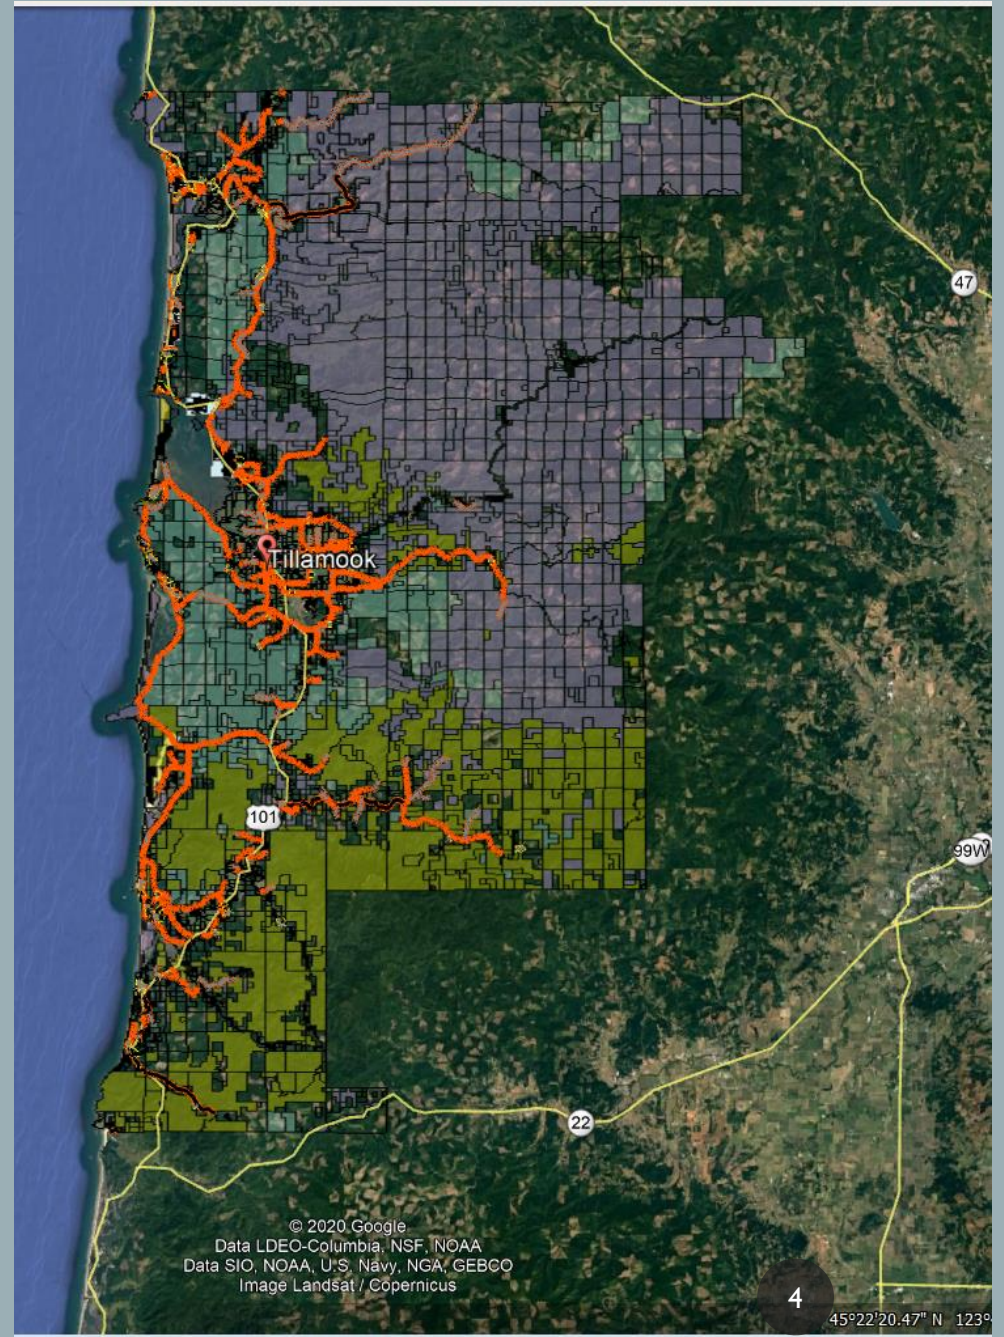 47
Tillamook
101
99W
22
© 2020 Google
Data LDEO-Columbia, NSF, NOAA
Data SIO, NOAA, U.S. Navy, NGA, GEBCO
Image Landsat / Copernicus
4
45°22'20.47" N 123°